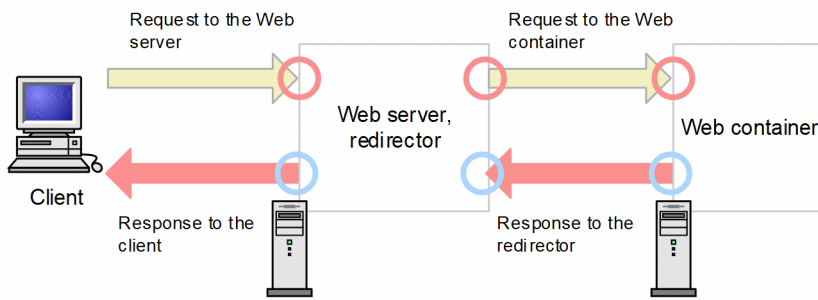 Request to the Web
server
Request to the Web
container
Web server,
redirector
Web container
Client
Response to the
client
Response to the
redirector